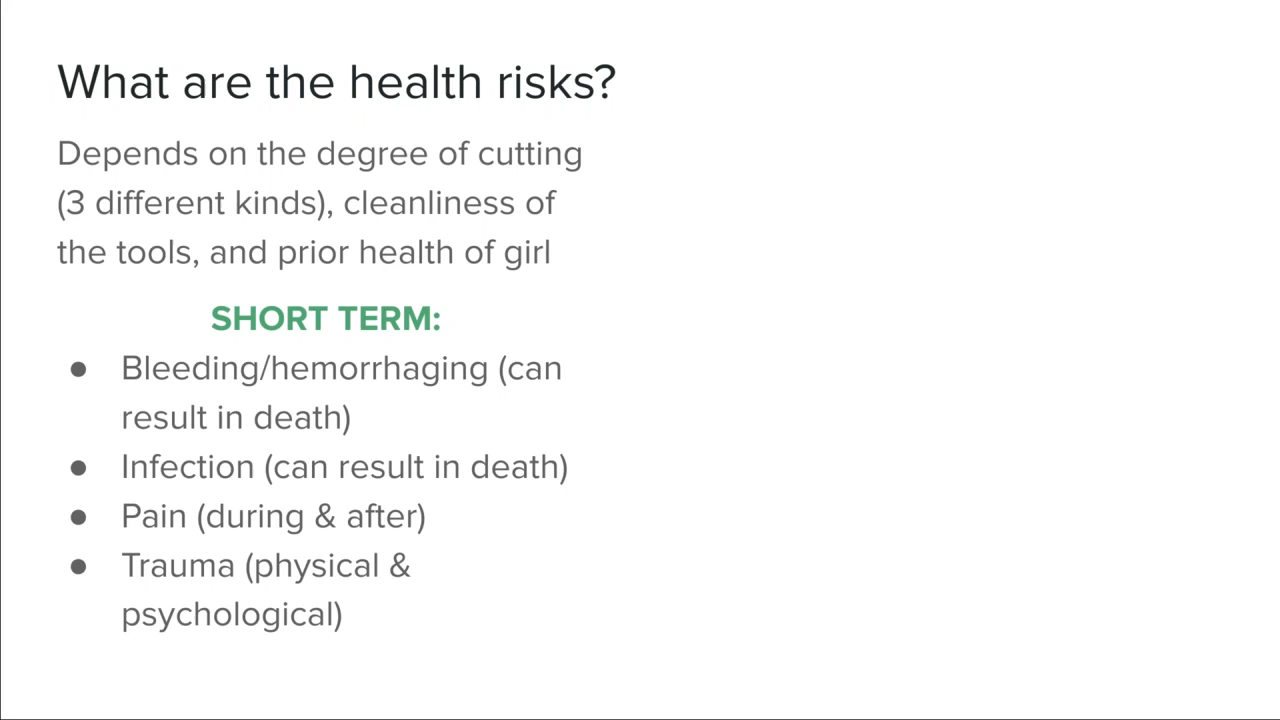 What are the health risks?
Depends on the degree of cutting
(3 different kinds), cleanliness of
the tools, and prior health of girl
SHORT TERM:
● Bleeding/hemorrhaging (can
result in death)
● Infection (can result in death)
● Pain (during & after)
● Trauma (physical &
psychological)